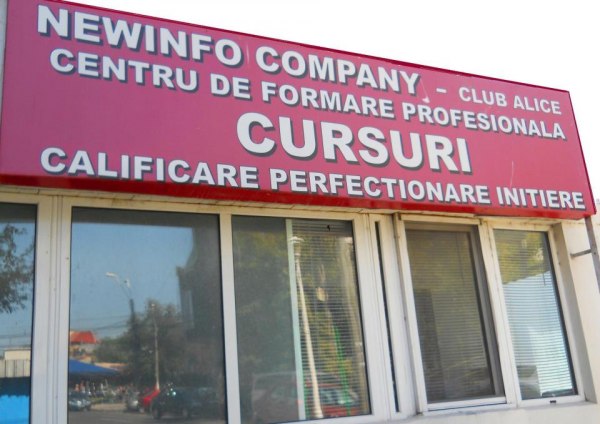 NEWINFO COMPANY, - CLUB ALICE
CENTRU DE FORMARE PROFESIONALA
CURSURI
CALIFICARE PERFECTIONARE INITIERE